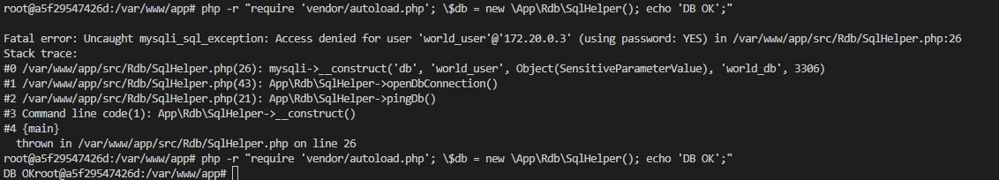 root@a5f29547426d:/var/www/app# php -r "require 'vendor/autoload.php'; \$db = new \App\Rdb\SqlHelper(); echo 'DB OK';"
Fatal error: Uncaught mysqli_sql_exception: Access denied for user 'world_user'@'172.20.0.3' (using password: YES) in /var/www/app/src/Rdb/SqlHelper.php:26
Stack trace:
#0 /var/www/app/src/Rdb/SqlHelper.php(26): mysqli->__construct('db', 'world_user', Object(SensitiveParameterValue), 'world_db', 3306)
#1 /var/www/app/src/Rdb/SqlHelper.php(43): App\Rdb\SqlHelper->openDbConnection()
#2 /var/www/app/src/Rdb/SqlHelper.php(21): App\Rdb\SqlHelper->pingDb()
#3 Command line code(1): App\Rdb\SqlHelper->__construct()
#4 {main}
  thrown in /var/www/app/src/Rdb/SqlHelper.php on line 26
root@a5f29547426d:/var/www/app# php -r "require 'vendor/autoload.php'; \$db = new \App\Rdb\SqlHelper(); echo 'DB OK';"
DB OKroot@a5f29547426d:/var/www/app#